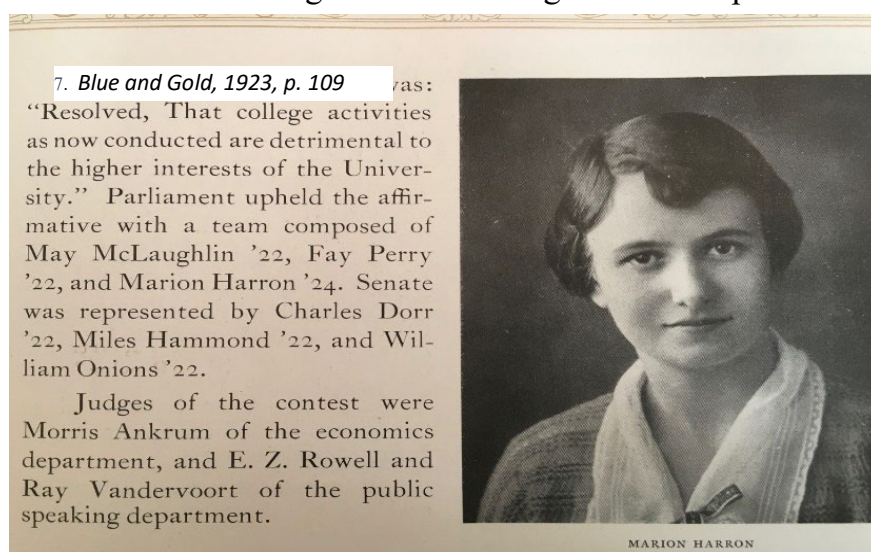 7. Blue and Gold, 1923, p. 109
was:
“Resolved, That college activities
as now conducted are detrimental to
the higher interests of the Univer-
sity.” Parliament upheld the affir-
mative with a team composed of
May McLaughlin ’22, Fay Perry
’22, and Marion Harron ’24. Senate
was represented by Charles Dorr
’22, Miles Hammond ’22, and Wil-
liam Onions ’22.
Judges of the contest were
Morris Ankrum of the economics
department, and E. Z. Rowell and
Ray Vandervoort of the public
speaking department.
MARION HARRON